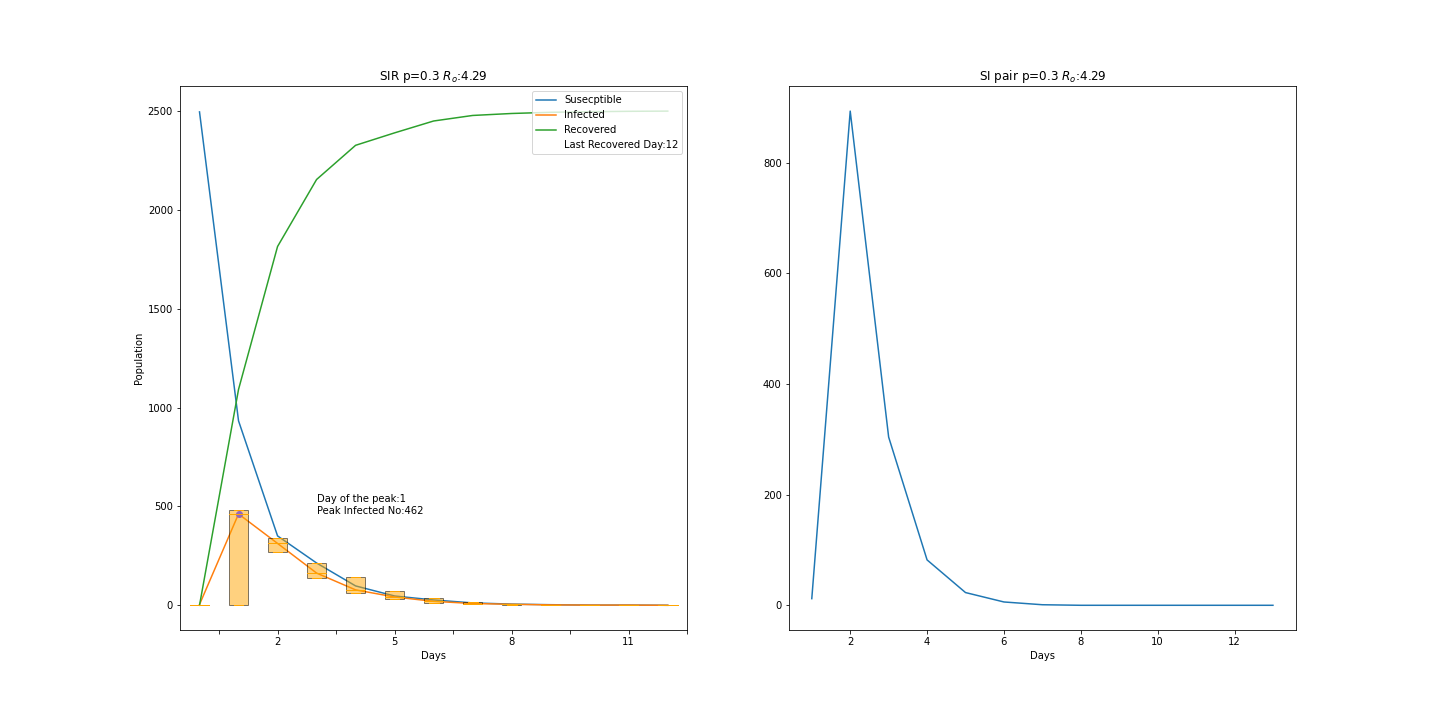 SIR p=0.3 Rₒ:4.29
Susecptible
Infected
Recovered
Last Recovered Day:12
2500
2000
1500
1000
500
0
Population
Day of the peak:1
Peak Infected No:462
2 5 8 11
Days
SI pair p=0.3 Rₒ:4.29
800
600
400
200
0
2 4 6 8 10 12
Days